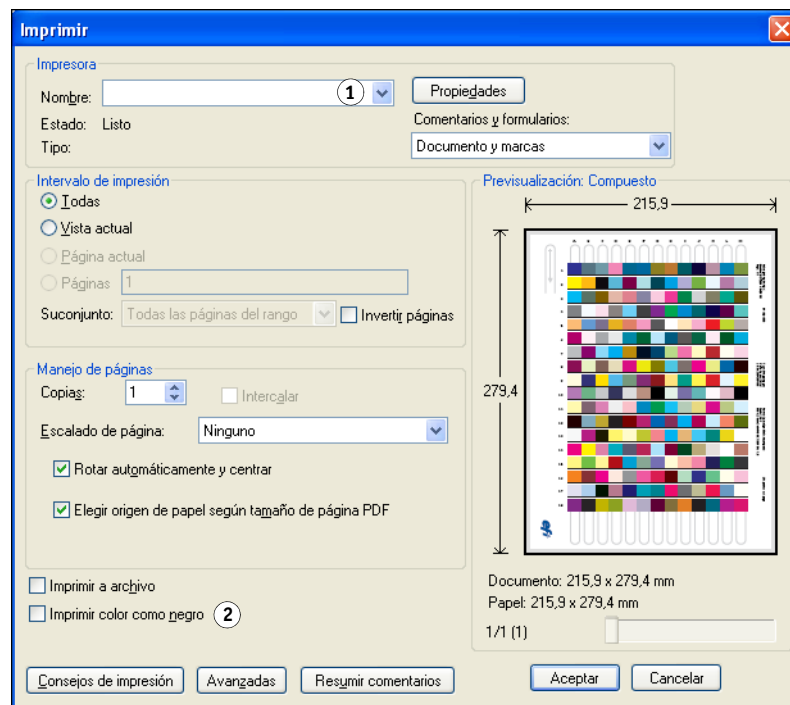 Imprimir
Impresora
Nombre:
1
Propiedades
Estado: Listo
Comentarios y formularios:
Tipo:
Documento y marcas
Intervalo de impresión
Todas
Vista actual
Página actual
Páginas 1
Suconjunto: Todas las páginas del rango
Invertir páginas
Manejo de páginas
Copias: 1
Intercalar
Escalado de página: Ninguno
Rotar automáticamente y centrar
Elegir origen de papel según tamaño de página PDF
Imprimir a archivo
Imprimir color como negro 2
Previsualización: Compuesto
215,9
279,4
Documento: 215,9 x 279,4 mm
Papel: 215,9 x 279,4 mm
1/1 (1)
Consejos de impresión
Avanzadas
Resumir comentarios
Aceptar
Cancelar